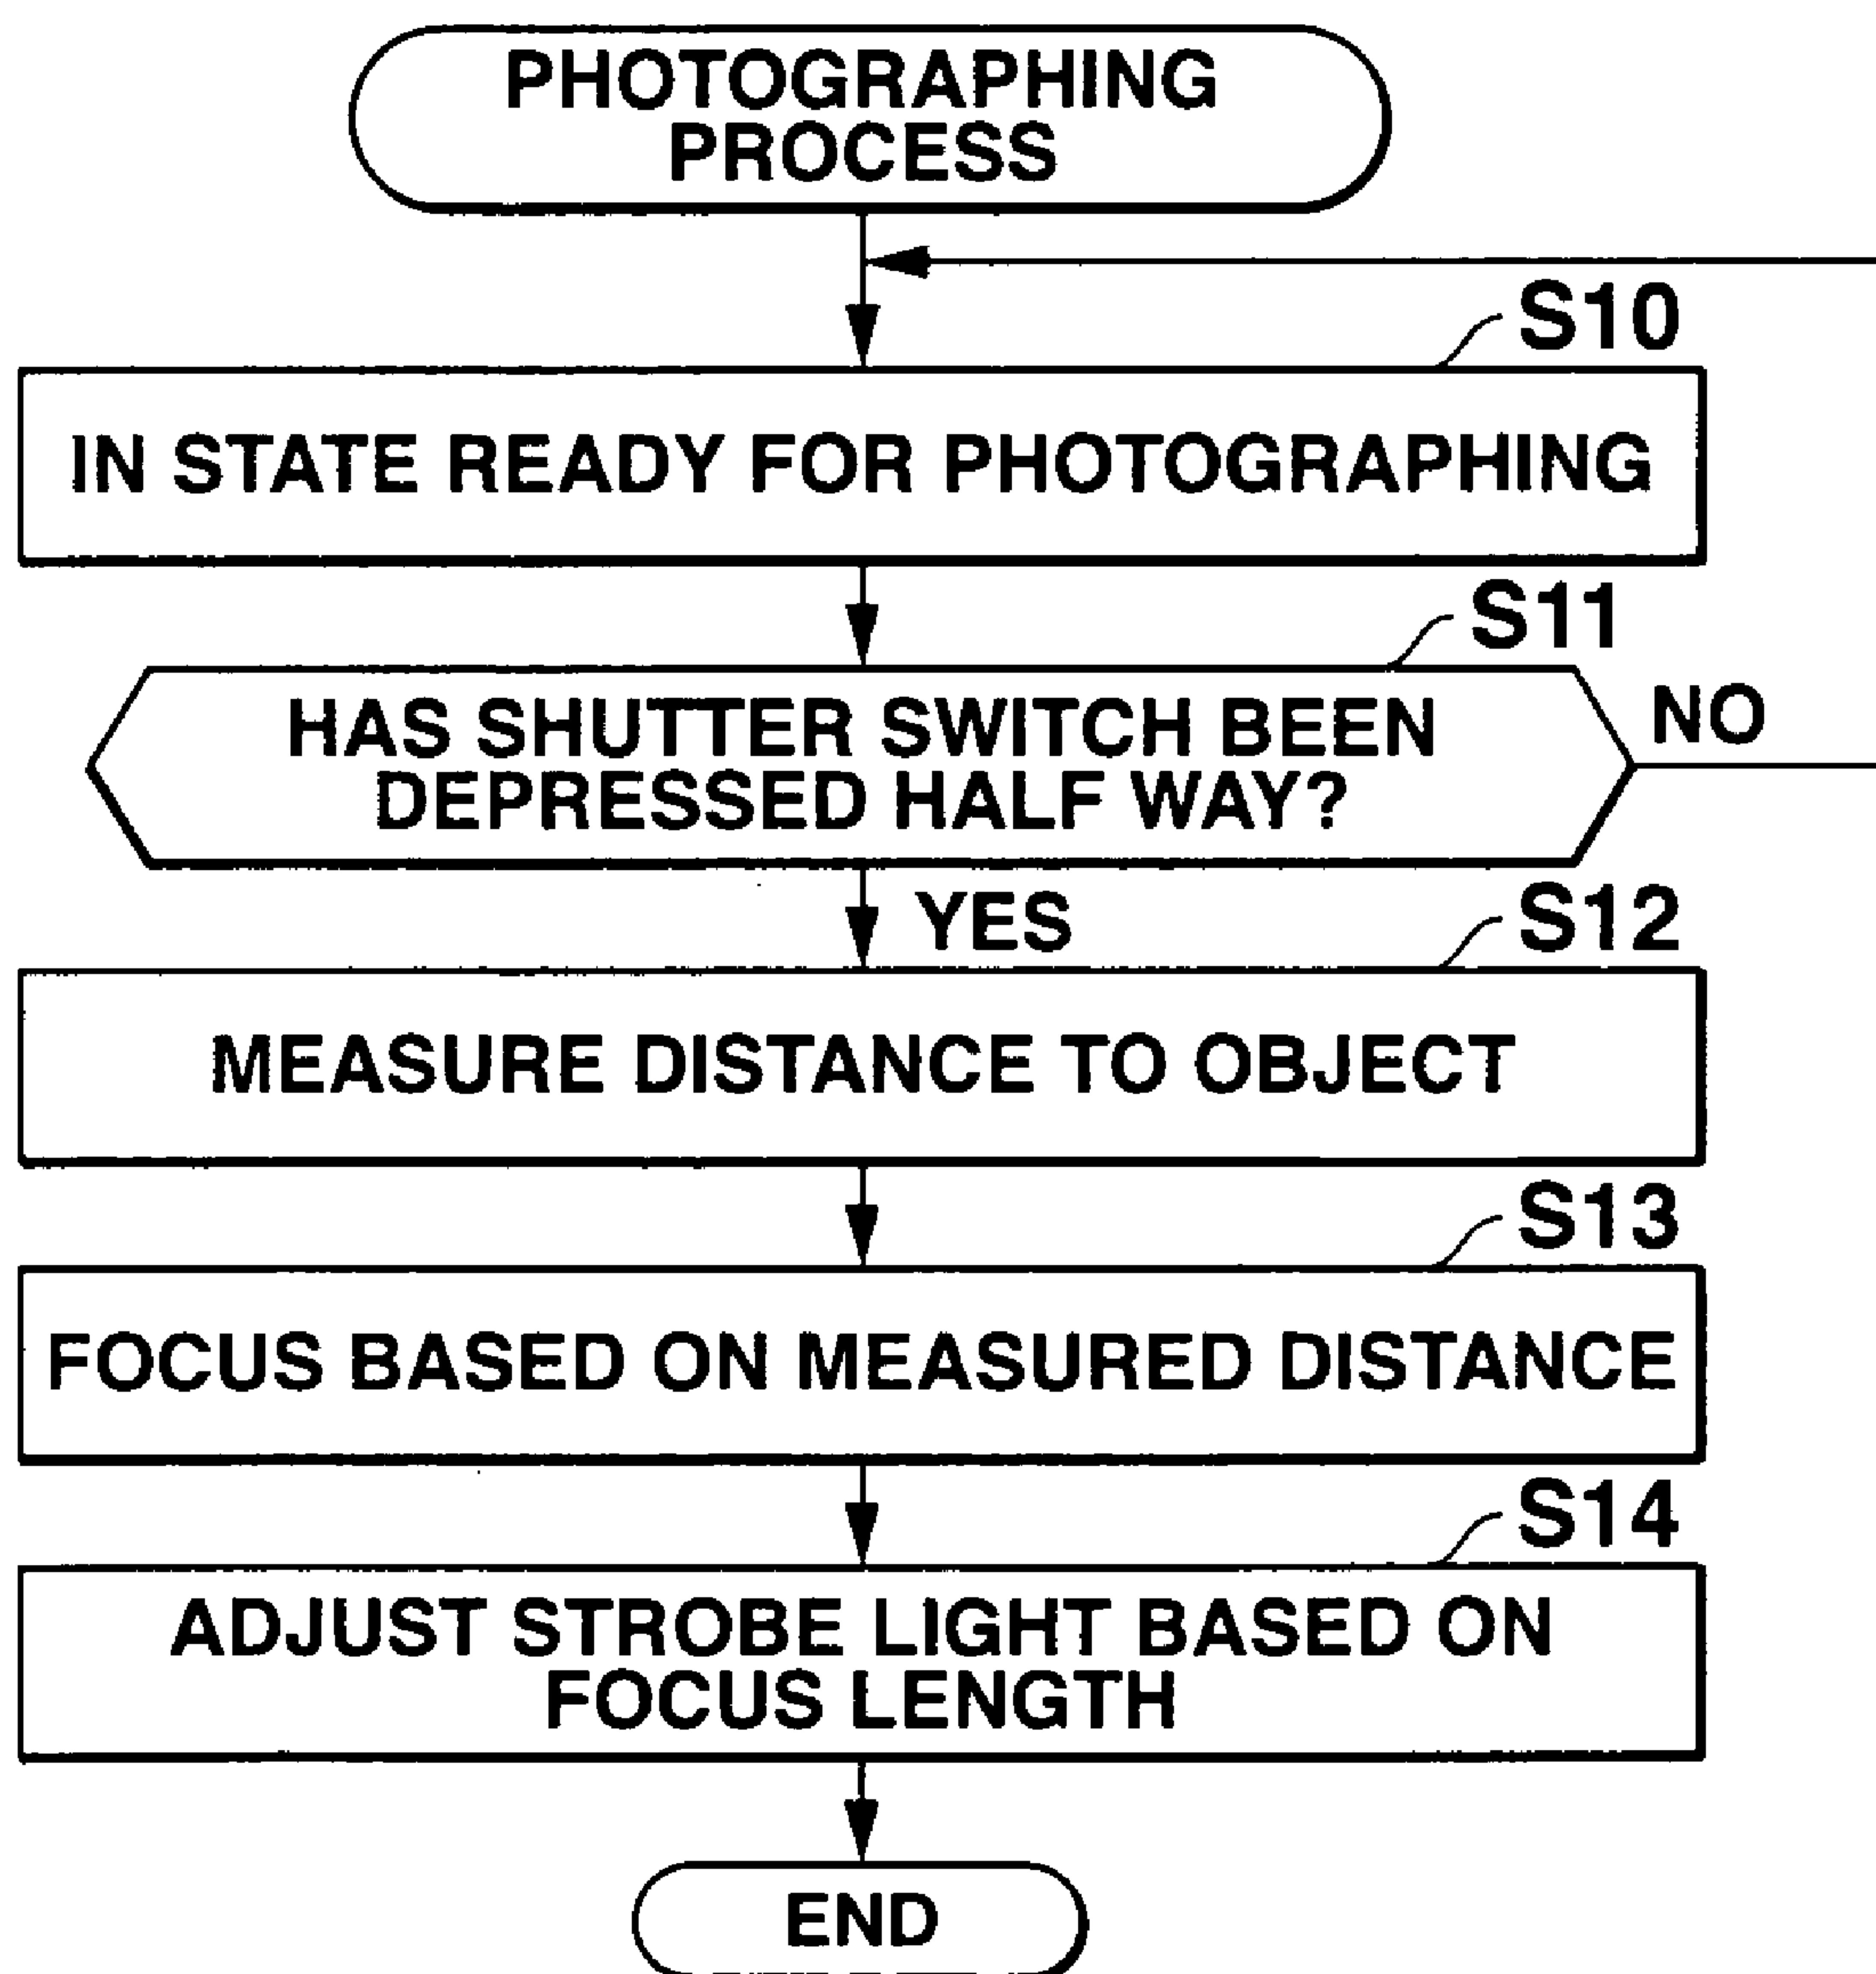 PHOTOGRAPHING
PROCESS
S10
IN STATE READY FOR PHOTOGRAPHING
S11
HAS SHUTTER SWITCH BEEN
DEPRESSED HALF WAY?
NO
YES
S12
MEASURE DISTANCE TO OBJECT
S13
FOCUS BASED ON MEASURED DISTANCE
S14
ADJUST STROBE LIGHT BASED ON
FOCUS LENGTH
END